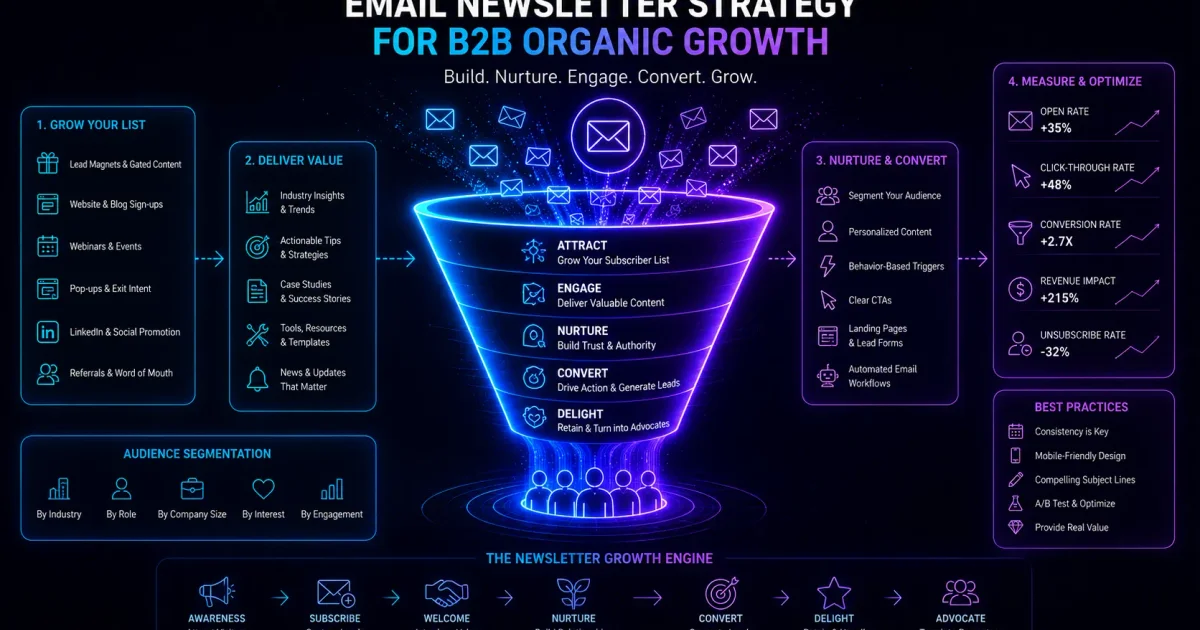 EMAIL NEWSLETTER STRATEGY
FOR B2B ORGANIC GROWTH
Build. Nurture. Engage. Convert. Grow.
1. GROW YOUR LIST
Lead Magnets & Gated Content
Website & Blog Sign-ups
Webinars & Events
Pop-ups & Exit Intent
in
LinkedIn & Social Promotion
Referrals & Word of Mouth
2. DELIVER VALUE
Industry Insights
& Trends
Actionable Tips
& Strategies
Case Studies
& Success Stories
Tools, Resources
& Templates
News & Updates
That Matter
ATTRACT
Grow Your Subscriber List
ENGAGE
Deliver Valuable Content
NURTURE
Build Trust & Authority
CONVERT
Drive Action & Generate Leads
DELIGHT
Retain & Turn into Advocates
3. NURTURE & CONVERT
Segment Your Audience
Personalized Content
Behavior-Based Triggers
Clear CTAs
Landing Pages
& Lead Forms
Automated Email
Workflows
4. MEASURE & OPTIMIZE
OPEN RATE
+35%
CLICK-THROUGH RATE
+48%
CONVERSION RATE
+2.7X
$
REVENUE IMPACT
+215%
UNSUBSCRIBE RATE
-32%
BEST PRACTICES
Consistency is Key
Mobile-Friendly Design
Compelling Subject Lines
A/B Test & Optimize
Provide Real Value
AUDIENCE SEGMENTATION
By Industry
By Role
By Company Size
By Interest
By Engagement
THE NEWSLETTER GROWTH ENGINE
AWARENESS
SUBSCRIBE
WELCOME
NURTURE
CONVERT
DELIGHT
ADVOCATE